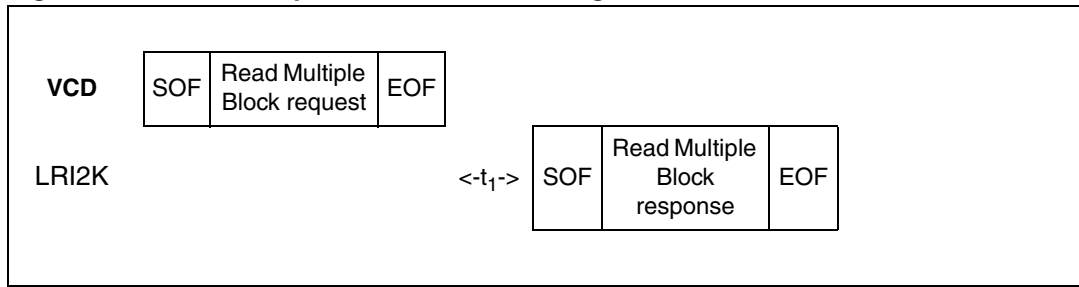 VCD SOF Read Multiple EOF
Block request
LRI2K <-t₁-> SOF Read Multiple EOF
Block
response